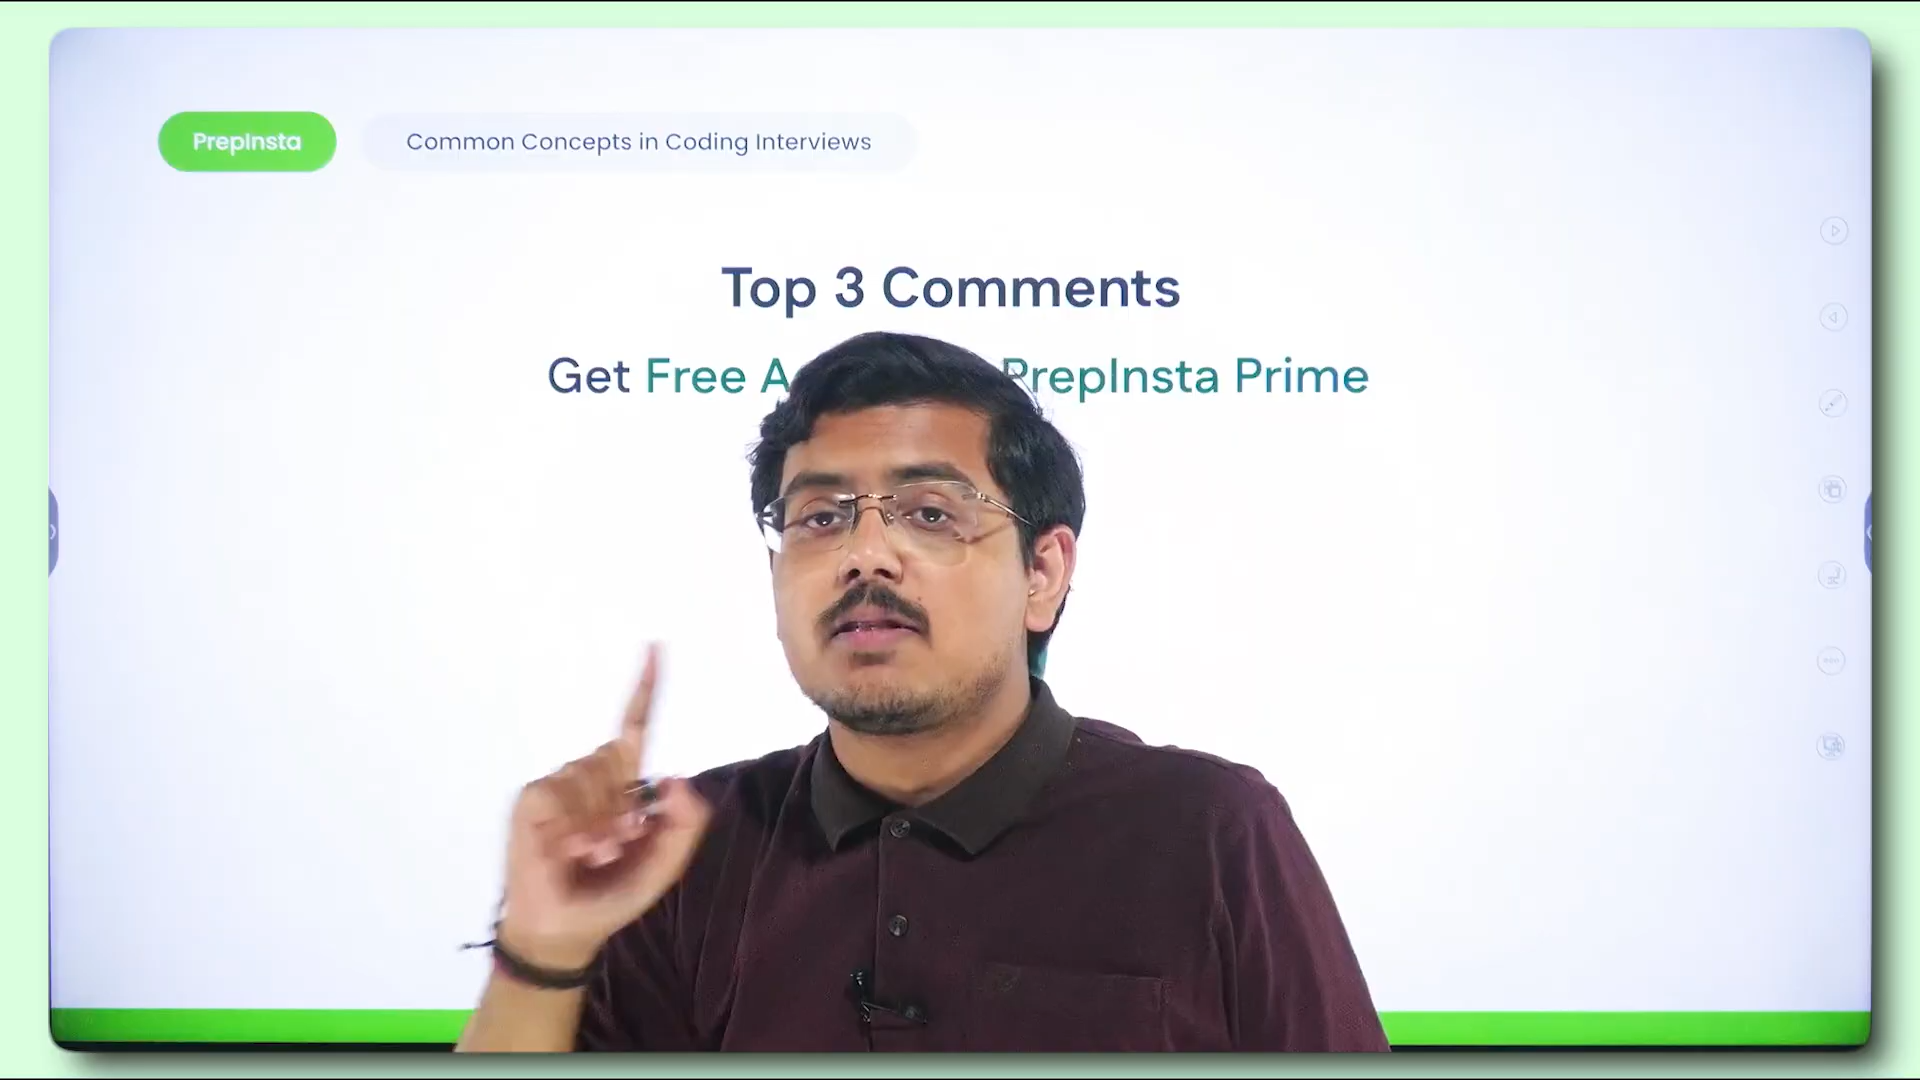 PrepInsta
Common Concepts in Coding Interviews
Top 3 Comments
Get Free A
PrepInsta Prime